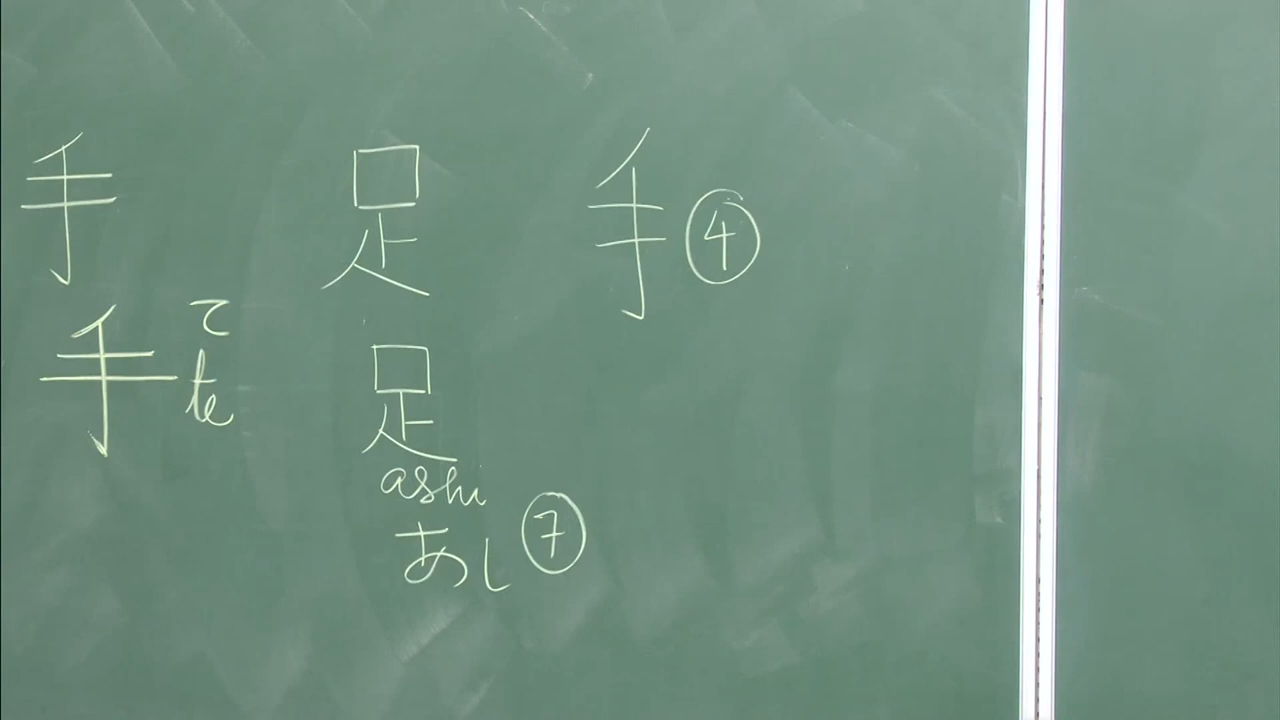 手 足 手 ④
手 て
te
足
ashi
あし ⑦